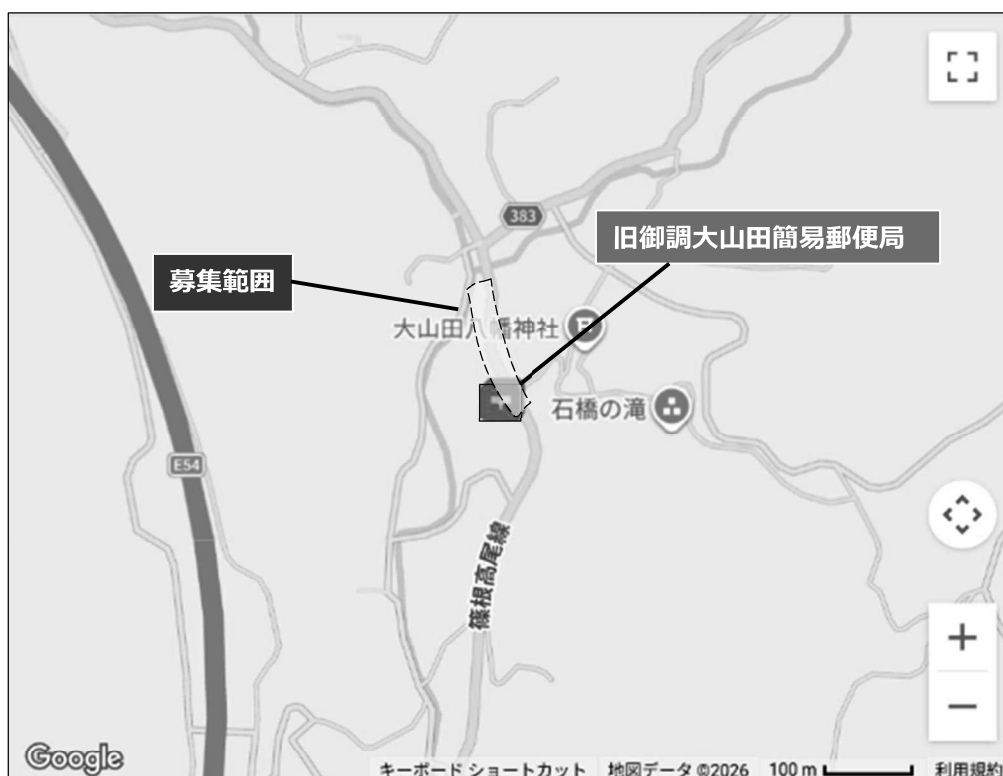 383
旧御調大山田簡易郵便局
募集範囲
大山田八幡神社
石橋の滝
E54
篠根高尾線
Google
キーボード ショートカット
地図データ ©2026
100 m
利用規約